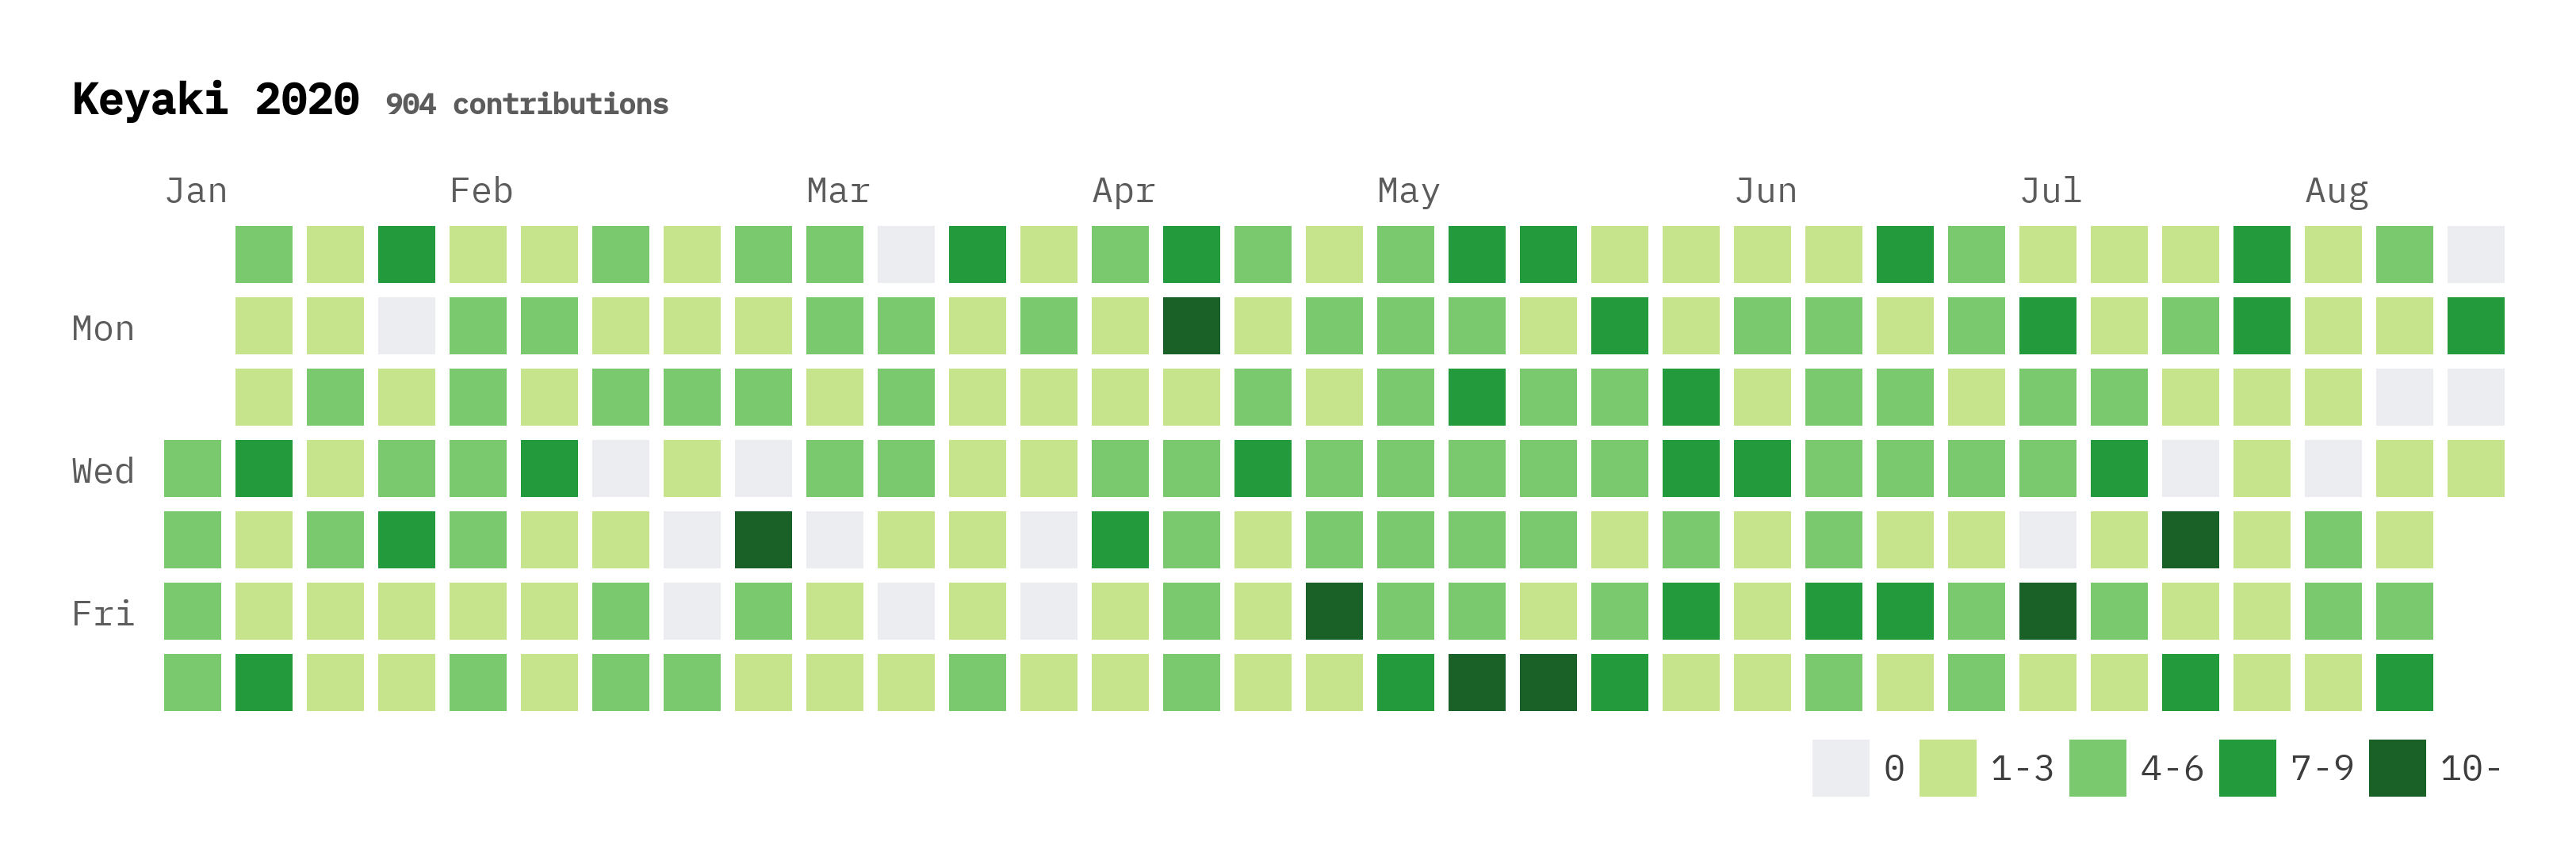 Keyaki 2020 904 contributions
Jan Feb Mar Apr May Jun Jul Aug
Mon
Wed
Fri
0 1-3 4-6 7-9 10-